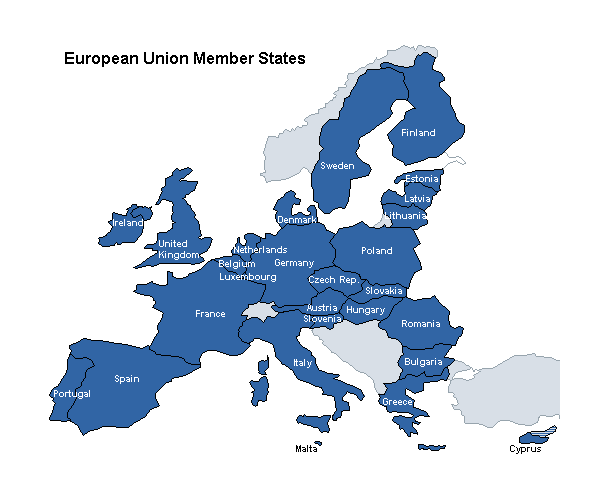 European Union Member States
Finland
Sweden
Estonia
Latvia
Lithuania
Denmark
Ireland
United
Kingdom
Netherlands
Poland
Belgium
Germany
Luxembourg
Czech Rep.
Slovakia
Austria
Hungary
France
Slovenia
Romania
Italy
Bulgaria
Spain
Portugal
Greece
Malta
Cyprus